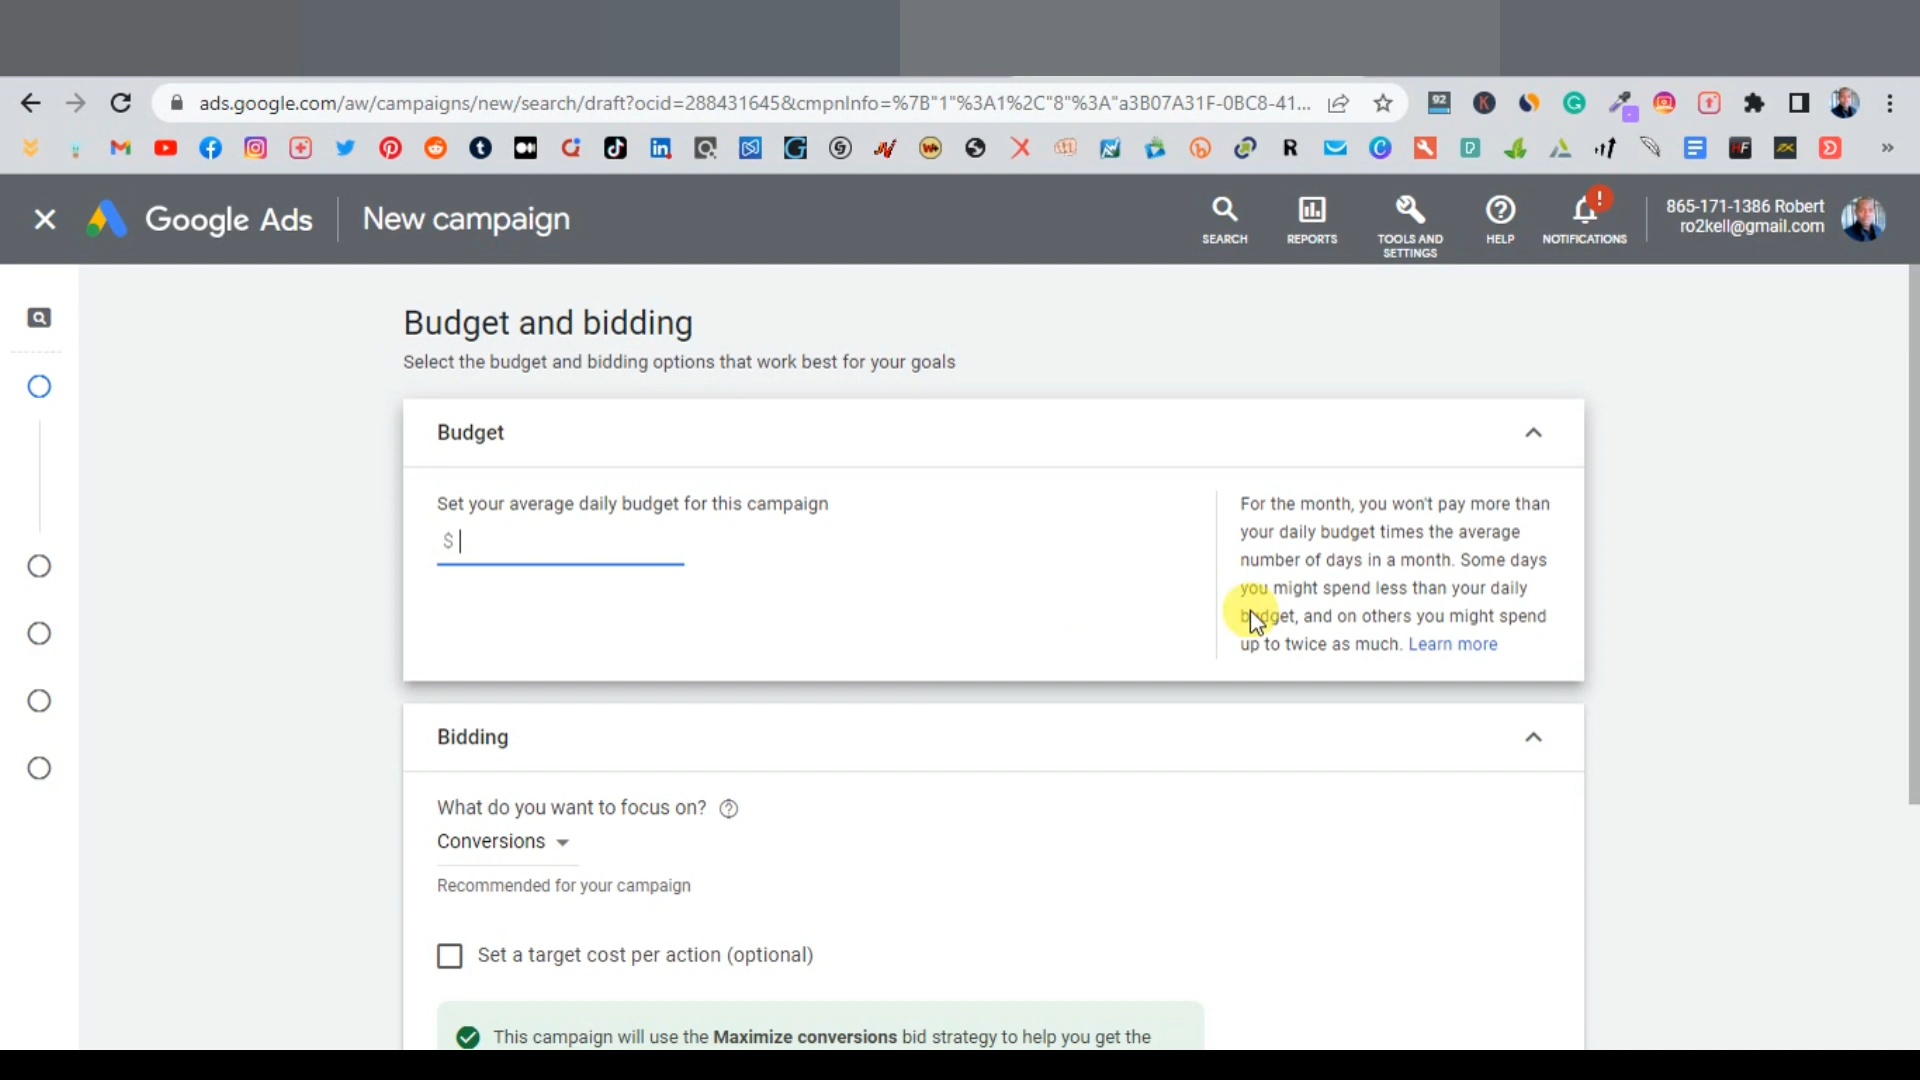 ads.google.com/aw/campaigns/new/search/draft?ocid=288431645&cmpnInfo=%7B"1"%3A1%2C"8"%3A"a3B07A31F-0BC8-41...
92
Google Ads
New campaign
SEARCH
REPORTS
TOOLS AND
SETTINGS
HELP
NOTIFICATIONS
865-171-1386 Robert
ro2kell@gmail.com
Budget and bidding
Select the budget and bidding options that work best for your goals
Budget
Set your average daily budget for this campaign
$
For the month, you won't pay more than
your daily budget times the average
number of days in a month. Some days
you might spend less than your daily
budget, and on others you might spend
up to twice as much. Learn more
Bidding
What do you want to focus on?
Conversions
Recommended for your campaign
Set a target cost per action (optional)
This campaign will use the Maximize conversions bid strategy to help you get the